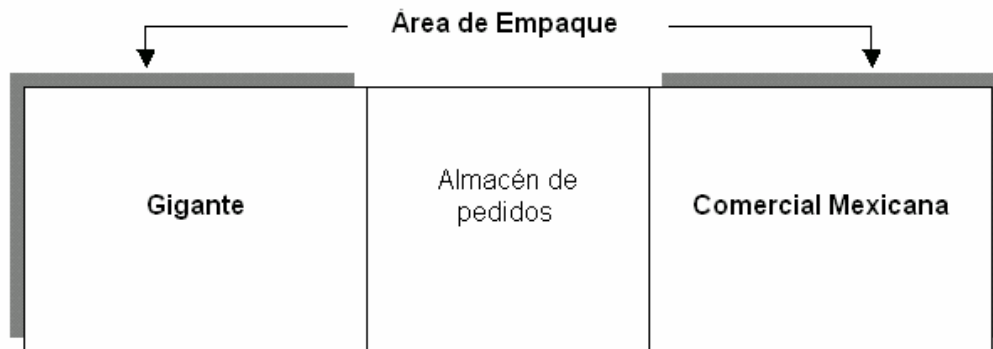 Área de Empaque
Gigante
Almacén de
pedidos
Comercial Mexicana